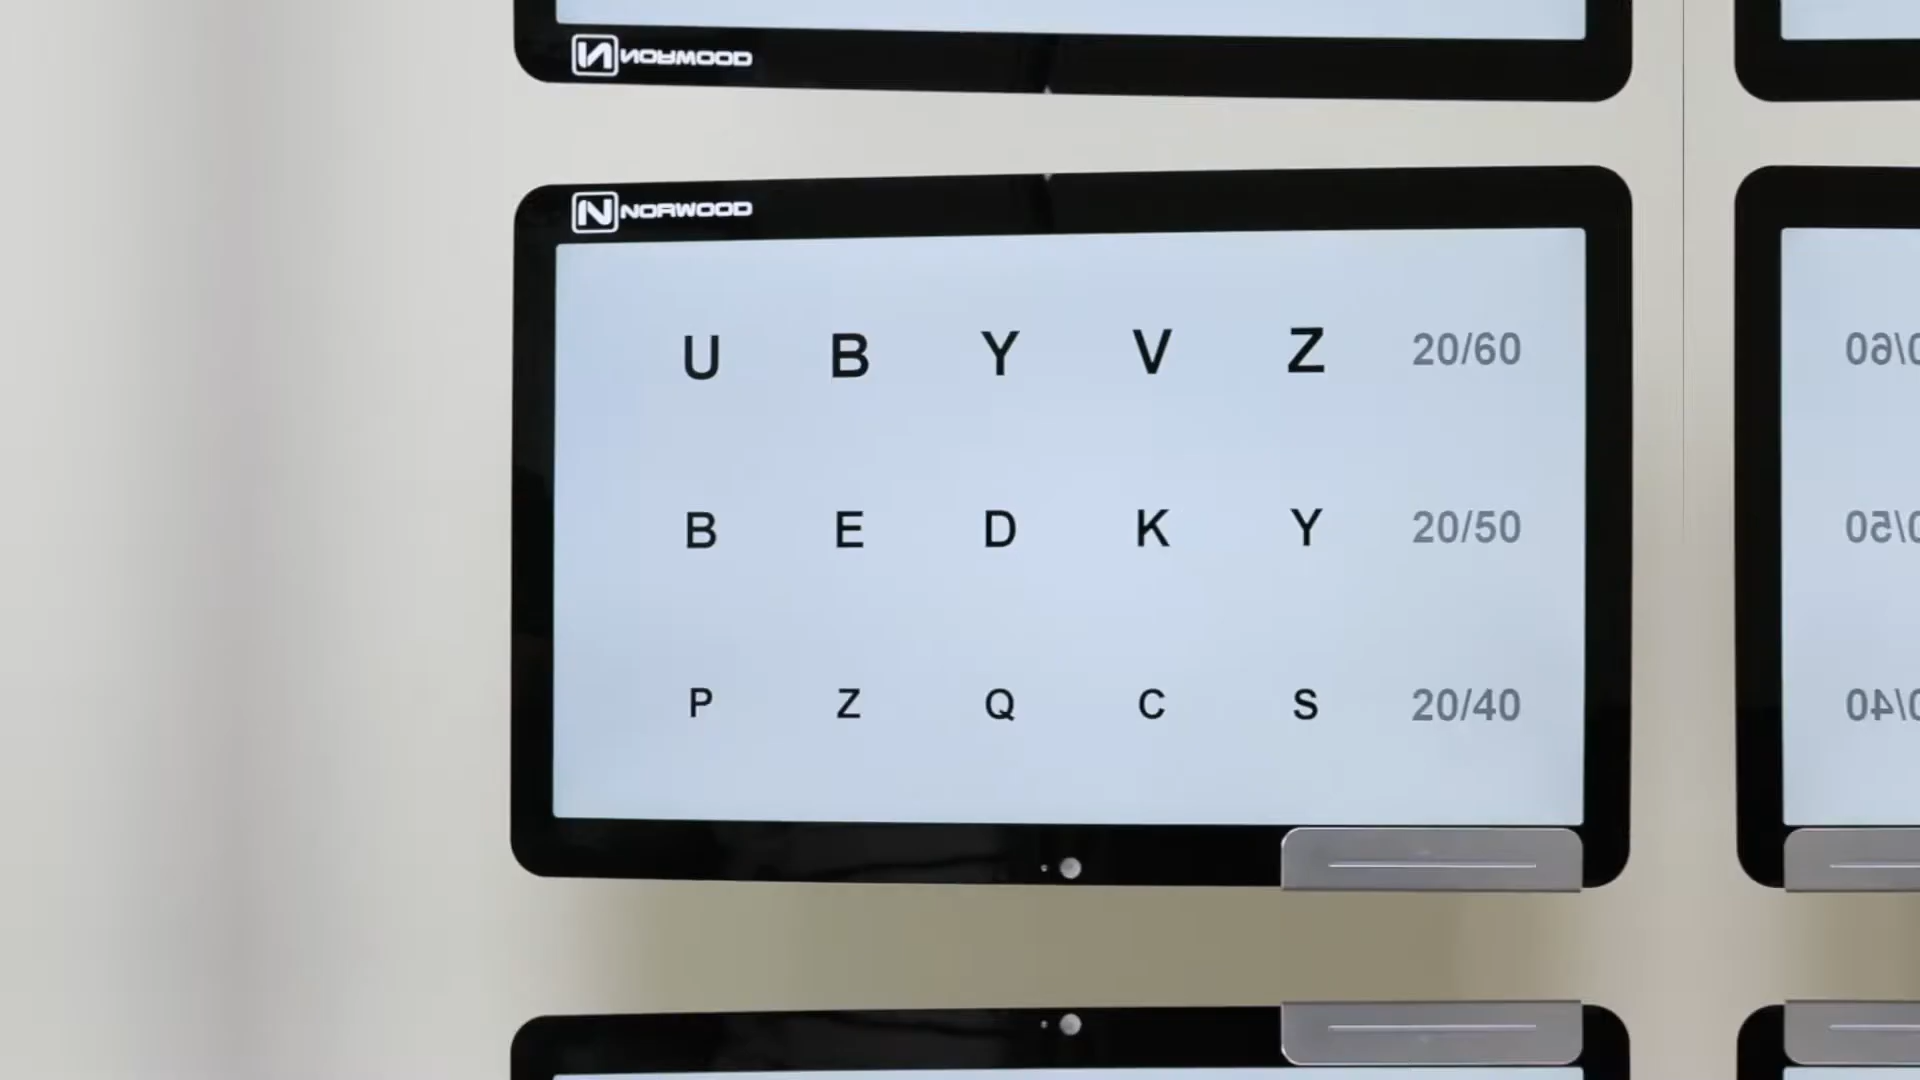 NORWOOD
NORWOOD
U B Y V Z 20/60
B E D K Y 20/50
P Z Q C S 20/40